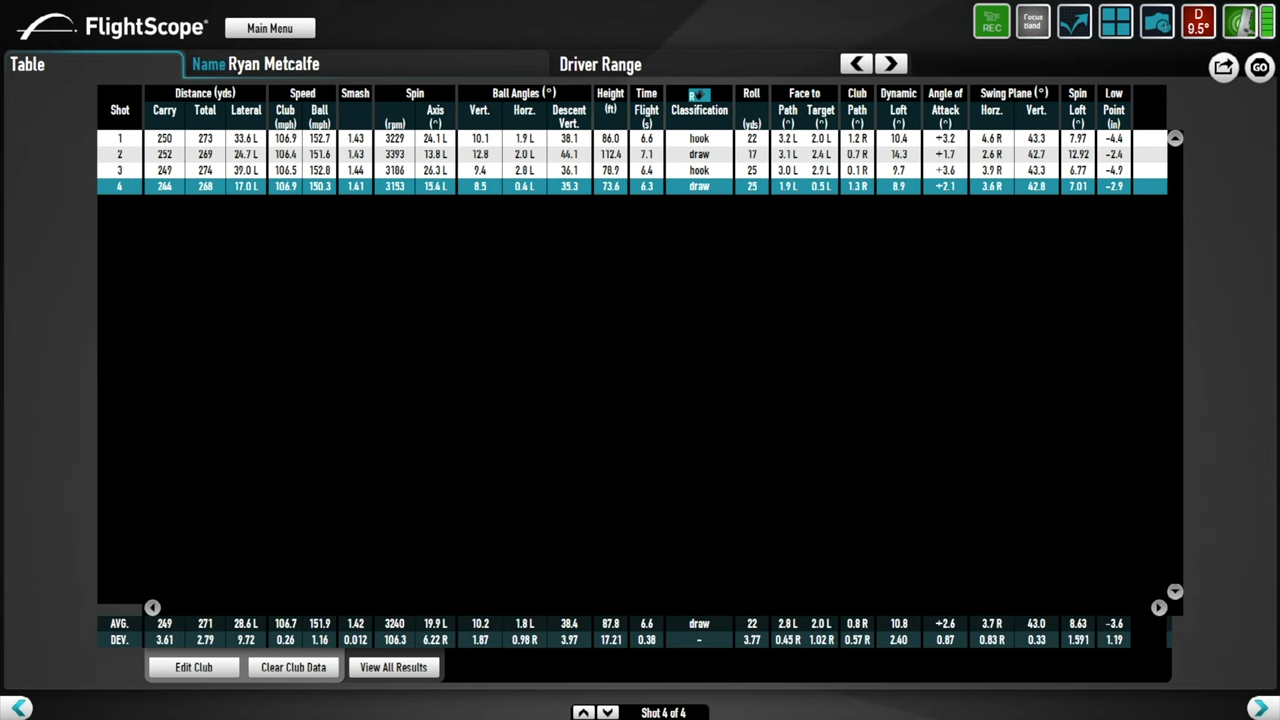 FlightScope®
Main Menu
REC
Focus Band
D 9.5°
Table
Name Ryan Metcalfe
Driver Range
GO
Distance (yds) Speed Smash Spin Ball Angles (°) Height Time Roll Face to Club Dynamic Angle of Swing Plane (°) Spin Low
Shot Carry Total Lateral Club Ball Axis Vert. Horz. Descent (ft) Flight Classification Path Target Path Loft Attack Horz. Vert. Loft Point
(mph) (mph) (rpm) (°) Vert. (s) (yds) (°) (°) (°) (°) (°) (°) (in)
1 250 273 33.6 L 106.9 152.7 1.43 3229 24.1 L 10.1 1.9 L 38.1 86.0 6.6 hook 22 3.2 L 2.0 L 1.2 R 10.4 +3.2 4.6 R 43.3 7.97 -4.4
2 252 269 24.7 L 106.4 151.6 1.43 3393 13.8 L 12.8 2.0 L 44.1 112.4 7.1 draw 17 3.1 L 2.4 L 0.7 R 14.3 +1.7 2.6 R 42.7 12.92 -2.4
3 249 274 39.0 L 106.5 152.8 1.44 3186 26.3 L 9.4 2.8 L 36.1 78.9 6.4 hook 25 3.0 L 2.9 L 0.1 R 9.7 +3.6 3.9 R 43.3 6.77 -4.9
4 244 268 17.0 L 106.9 150.3 1.41 3153 15.4 L 8.5 0.4 L 35.3 73.6 6.3 draw 25 1.9 L 0.5 L 1.3 R 8.9 +2.1 3.6 R 42.8 7.01 -2.9
AVG. 249 271 28.6 L 106.7 151.9 1.42 3240 19.9 L 10.2 1.8 L 38.4 87.8 6.6 draw 22 2.8 L 2.0 L 0.8 R 10.8 +2.6 3.7 R 43.0 8.63 -3.6
DEV. 3.61 2.79 9.72 0.26 1.16 0.012 106.3 6.22 R 1.87 0.98 R 3.97 17.21 0.38 - 3.77 0.45 R 1.02 R 0.57 R 2.40 0.87 0.83 R 0.33 1.591 1.19
Edit Club
Clear Club Data
View All Results
Shot 4 of 4